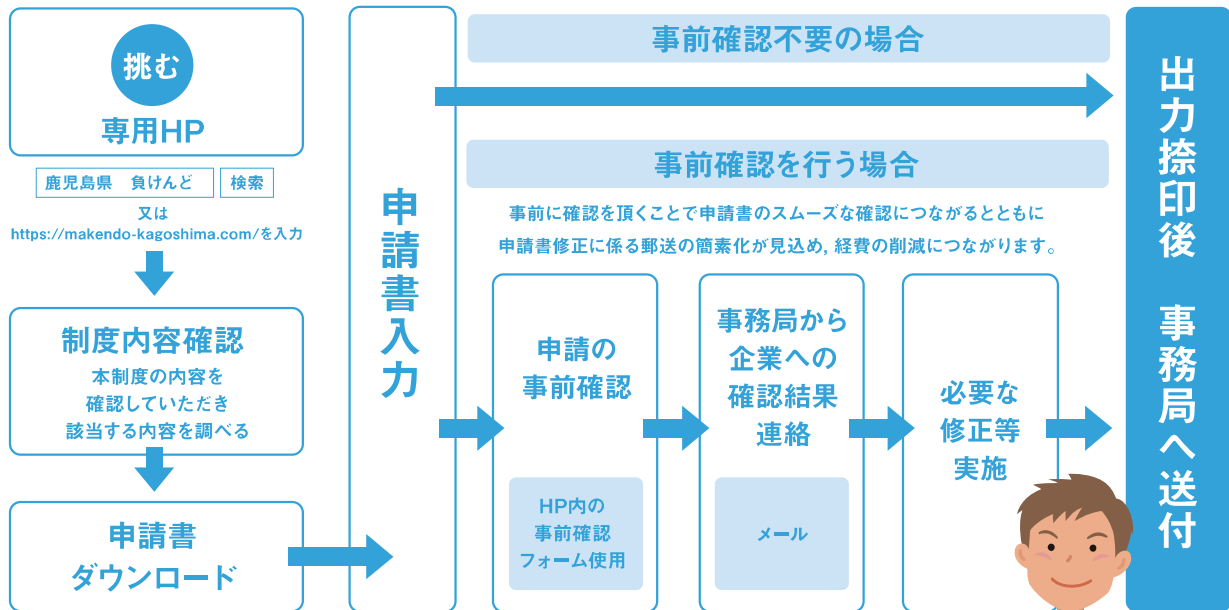 挑む
専用HP
鹿児島県　負けんど　検索
又は
https://makendo-kagoshima.com/を入力
制度内容確認
本制度の内容を
確認していただき
該当する内容を調べる
申請書
ダウンロード
申請書入力
事前確認不要の場合
事前確認を行う場合
事前に確認を頂くことで申請書のスムーズな確認につながるとともに
申請書修正に係る郵送の簡素化が見込め，経費の削減につながります。
申請の
事前確認
HP内の
事前確認
フォーム使用
事務局から
企業への
確認結果
連絡
メール
必要な
修正等
実施
出力捺印後　事務局へ送付